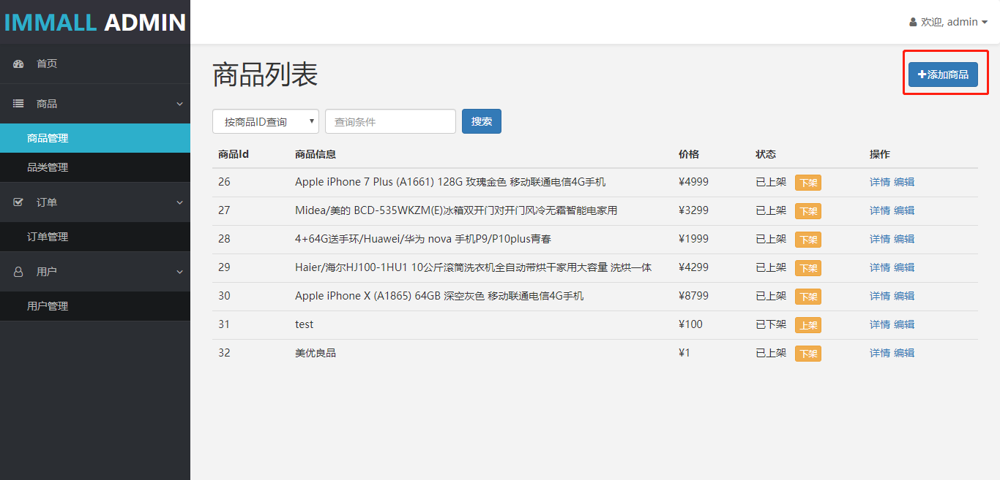 IMMALL ADMIN
欢迎, admin
首页
商品
商品管理
品类管理
订单
订单管理
用户
用户管理
商品列表
添加商品
按商品ID查询 查询条件 搜索
商品Id 商品信息 价格 状态 操作
26 Apple iPhone 7 Plus (A1661) 128G 玫瑰金色 移动联通电信4G手机 ¥4999 已上架 下架 详情 编辑
27 Midea/美的 BCD-535WKZM(E)冰箱双开门对开门风冷无霜智能电家用 ¥3299 已上架 下架 详情 编辑
28 4+64G送手环/Huawei/华为 nova 手机P9/P10plus青春 ¥1999 已上架 下架 详情 编辑
29 Haier/海尔HJ100-1HU1 10公斤滚筒洗衣机全自动带烘干家用大容量 洗烘一体 ¥4299 已上架 下架 详情 编辑
30 Apple iPhone X (A1865) 64GB 深空灰色 移动联通电信4G手机 ¥8799 已上架 下架 详情 编辑
31 test ¥100 已下架 上架 详情 编辑
32 美优良品 ¥1 已上架 下架 详情 编辑